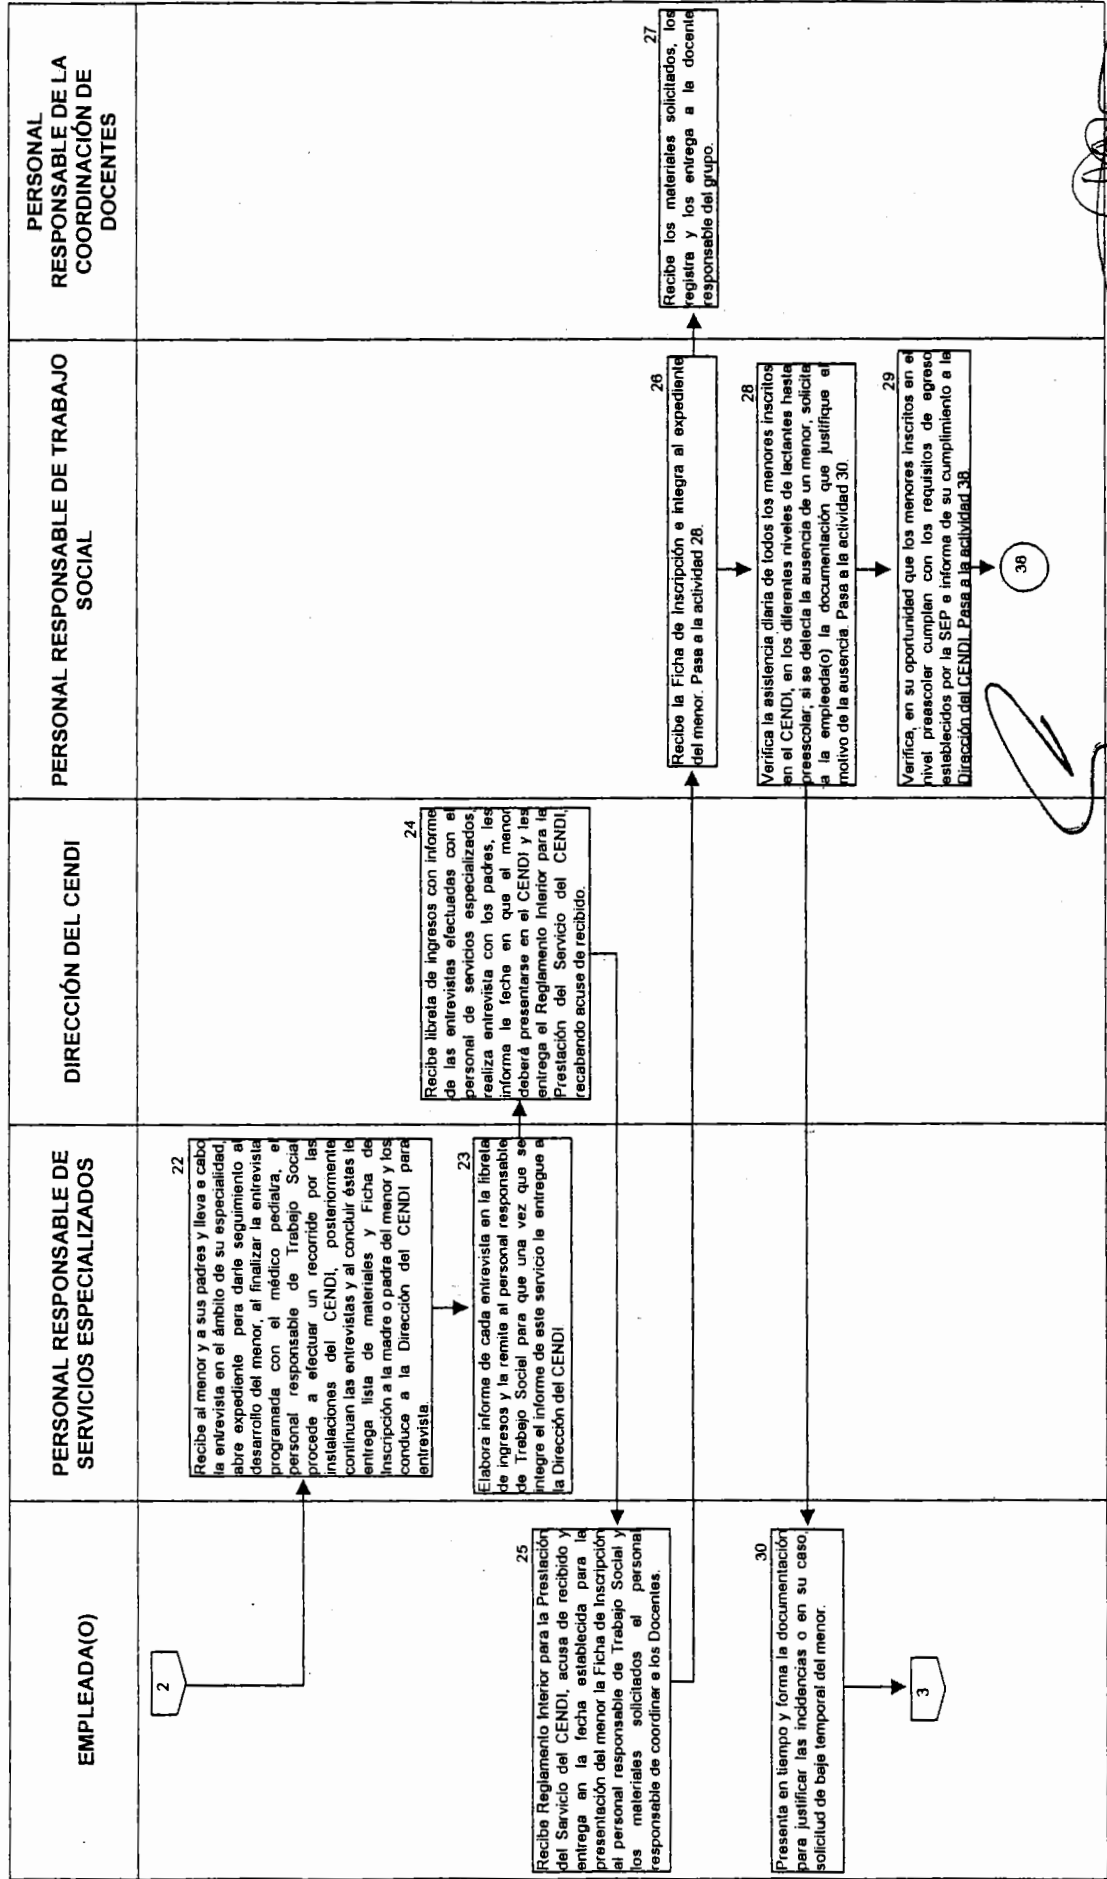 EMPLEADA(O)
PERSONAL RESPONSABLE DE
SERVICIOS ESPECIALIZADOS
DIRECCIÓN DEL CENDI
PERSONAL RESPONSABLE DE TRABAJO
SOCIAL
PERSONAL
RESPONSABLE DE LA
COORDINACIÓN DE
DOCENTES
2
22
Recibe al menor y a sus padres y lleva a cabo
la entrevista en el ámbito de su especialidad,
abre expediente para darle seguimiento al
desarrollo del menor, al finalizar la entrevista
programada con el médico pediatra, el
personal responsable de Trabajo Social
procede a efectuar un recorrido por las
instalaciones del CENDI, posteriormente
continuan las entrevistas y al concluir éstas le
entrega lista de materiales y Ficha de
Inscripción a la madre o padre del menor y los
conduce a la Dirección del CENDI para
entrevista.
23
Elabora informe de cada entrevista en la libreta
de ingresos y la remite al personal responsable
de Trabajo Social para que una vez que se
integre el informe de este servicio le entregue a
la Dirección del CENDI
24
Recibe libreta de ingresos con informe
de las entrevistas efectuadas con el
personal de servicios especializados,
realiza entrevista con los padres, les
informa la fecha en que el menor
deberá presentarse en el CENDI y les
entrega el Reglamento Interior para la
Prestación del Servicio del CENDI,
recabando acuse de recibido.
25
Recibe Reglamento Interior para la Prestación
del Servicio del CENDI, acusa de recibido y
entrega en la fecha establecida para la
presentación del menor la Ficha de Inscripción
al personal responsable de Trabajo Social y
los materiales solicitados al personal
responsable de coordinar a los Docentes.
26
Recibe la Ficha de Inscripción e integra al expediente
del menor. Pasa a la actividad 28.
27
Recibe los materiales solicitados, los
registra y los entrega a la docente
responsable del grupo.
28
Verifica la asistencia diaria de todos los menores inscritos
en el CENDI, en los diferentes niveles de lactantes hasta
preescolar; si se detecta la ausencia de un menor, solicita
a la empleada(o) la documentación que justifique el
motivo de la ausencia. Pasa a la actividad 30.
29
Verifica, en su oportunidad que los menores inscritos en el
nivel preescolar cumplan con los requisitos de egreso
establecidos por la SEP e informa de su cumplimiento a la
Dirección del CENDI. Pasa a la actividad 38.
38
30
Presenta en tiempo y forma la documentación
para justificar las incidencias o en su caso,
solicitud de baja temporal del menor.
3